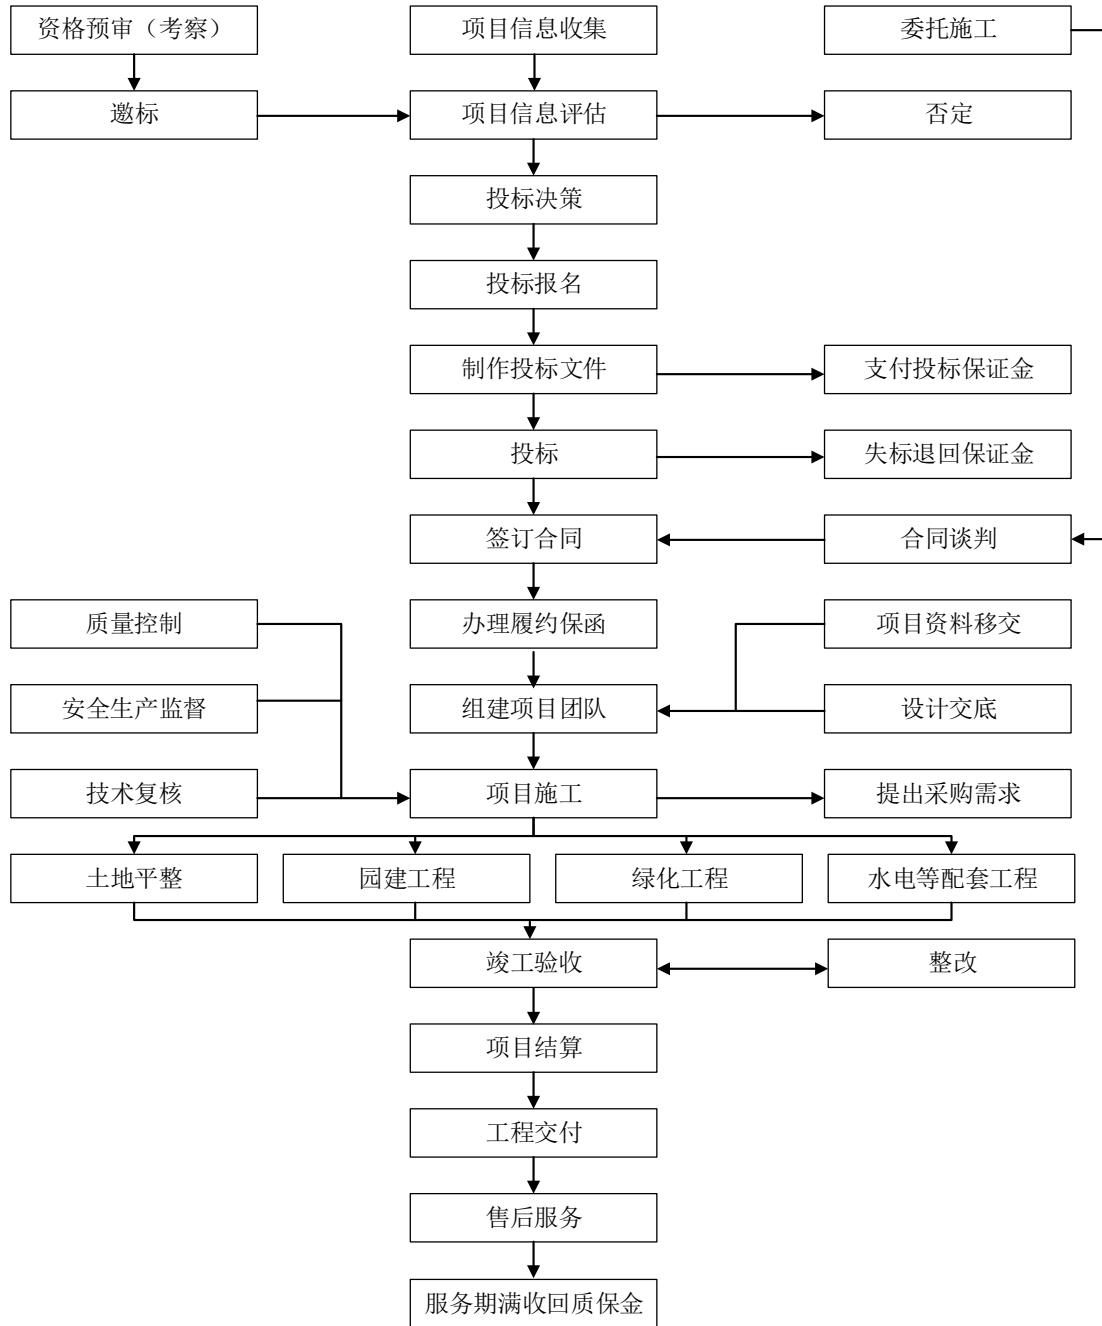 资格预审（考察）
项目信息收集
委托施工
邀标
项目信息评估
否定
投标决策
投标报名
制作投标文件
支付投标保证金
投标
失标退回保证金
签订合同
合同谈判
质量控制
办理履约保函
项目资料移交
安全生产监督
组建项目团队
设计交底
技术复核
项目施工
提出采购需求
土地平整
园建工程
绿化工程
水电等配套工程
竣工验收
整改
项目结算
工程交付
售后服务
服务期满收回质保金